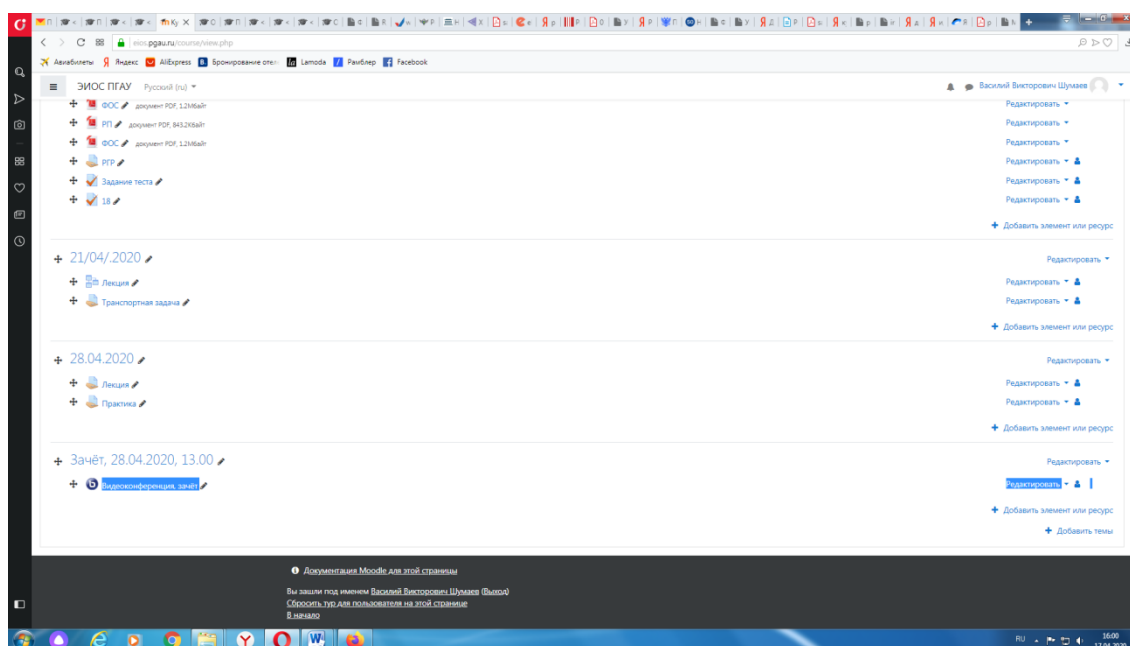 eios.pgau.ru/course/view.php
Авиабилеты Яндекс AliExpress Бронирование отел Lamoda Рамблер Facebook
ЭИОС ПГАУ Русский (ru) Василий Викторович Шумаев
ФОС документ PDF, 1.2Мбайт Редактировать
РП документ PDF, 843.2Кбайт Редактировать
ФОС документ PDF, 1.2Мбайт Редактировать
РГР Редактировать
Задание теста Редактировать
18 Редактировать
Добавить элемент или ресурс
21/04/.2020 Редактировать
Лекция Редактировать
Транспортная задача Редактировать
Добавить элемент или ресурс
28.04.2020 Редактировать
Лекция Редактировать
Практика Редактировать
Добавить элемент или ресурс
Зачёт, 28.04.2020, 13.00 Редактировать
Видеоконференция, зачёт Редактировать
Добавить элемент или ресурс
Добавить темы
Документация Moodle для этой страницы
Вы зашли под именем Василий Викторович Шумаев (Выход)
Сбросить тур для пользователя на этой странице
В начало
RU 16:00
17.04.2020